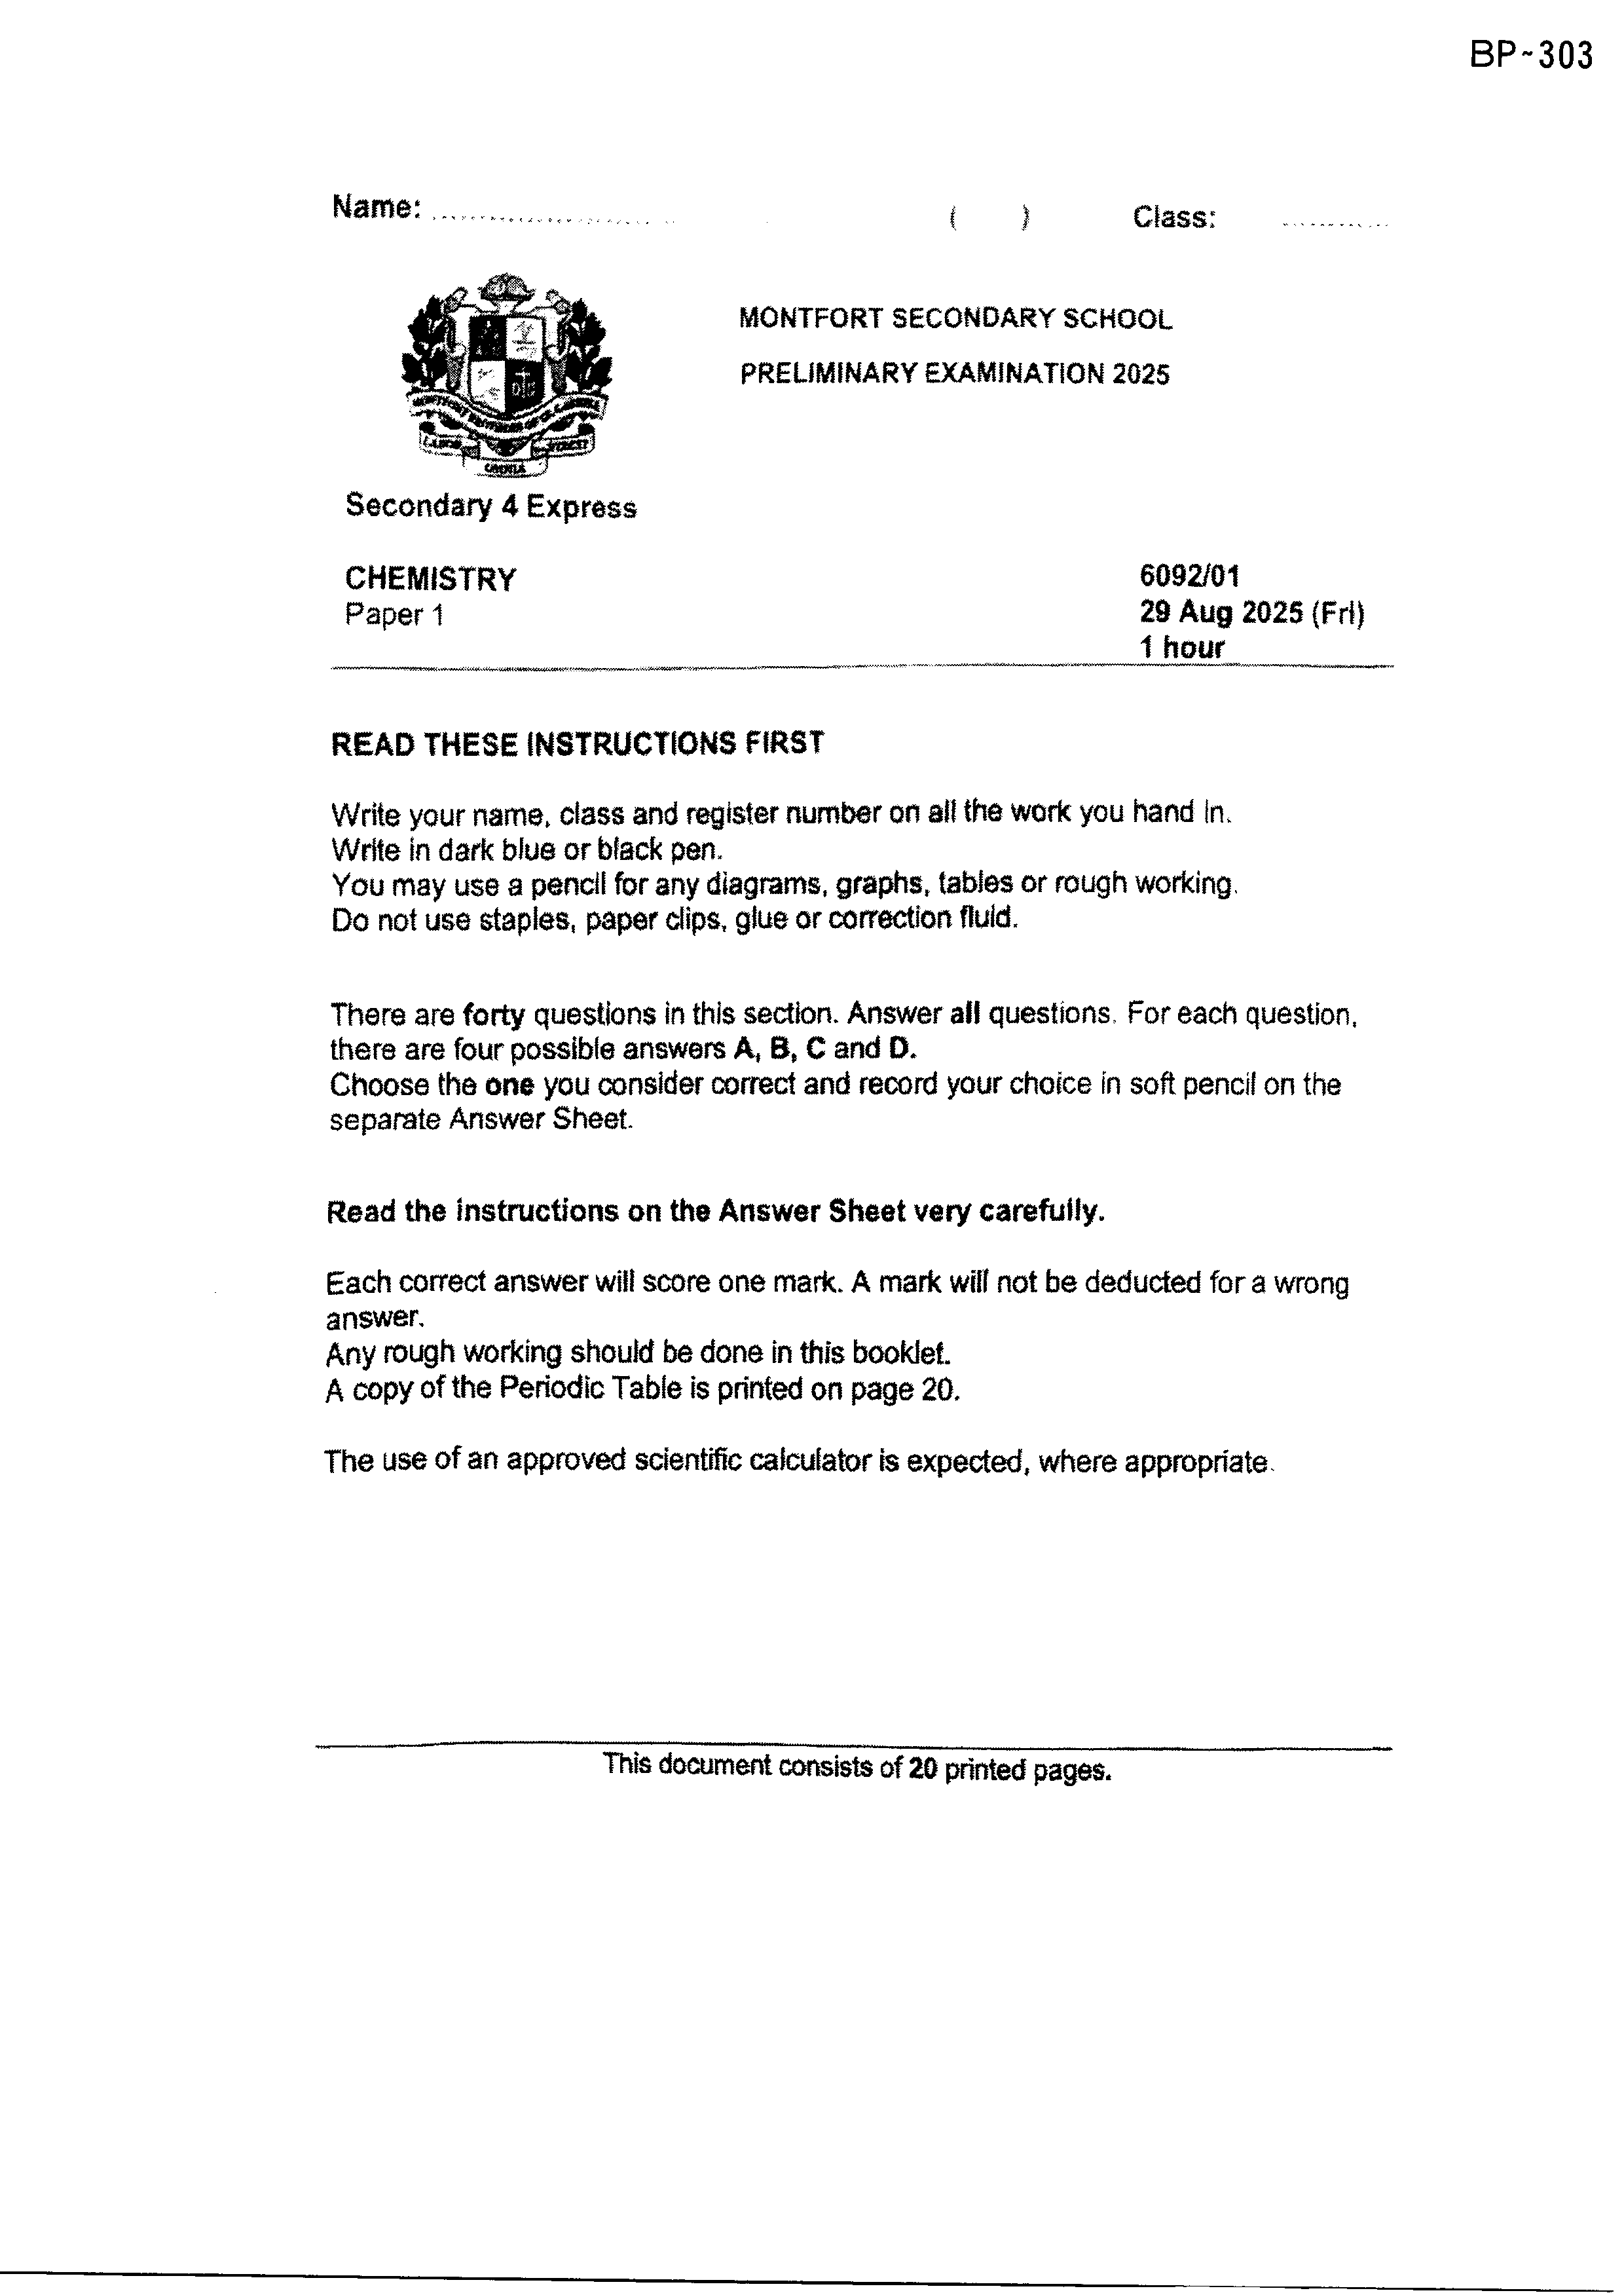 BP~303
Name: ( ) Class:
MONTFORT SECONDARY SCHOOL
PRELIMINARY EXAMINATION 2025
LABOR
OMNIA
Secondary 4 Express
CHEMISTRY 6092/01
Paper 1 29 Aug 2025 (Fri)
1 hour
READ THESE INSTRUCTIONS FIRST
Write your name, class and register number on all the work you hand in.
Write in dark blue or black pen.
You may use a pencil for any diagrams, graphs, tables or rough working.
Do not use staples, paper clips, glue or correction fluid.
There are forty questions in this section. Answer all questions. For each question,
there are four possible answers A, B, C and D.
Choose the one you consider correct and record your choice in soft pencil on the
separate Answer Sheet.
Read the instructions on the Answer Sheet very carefully.
Each correct answer will score one mark. A mark will not be deducted for a wrong
answer.
Any rough working should be done in this booklet.
A copy of the Periodic Table is printed on page 20.
The use of an approved scientific calculator is expected, where appropriate.
This document consists of 20 printed pages.